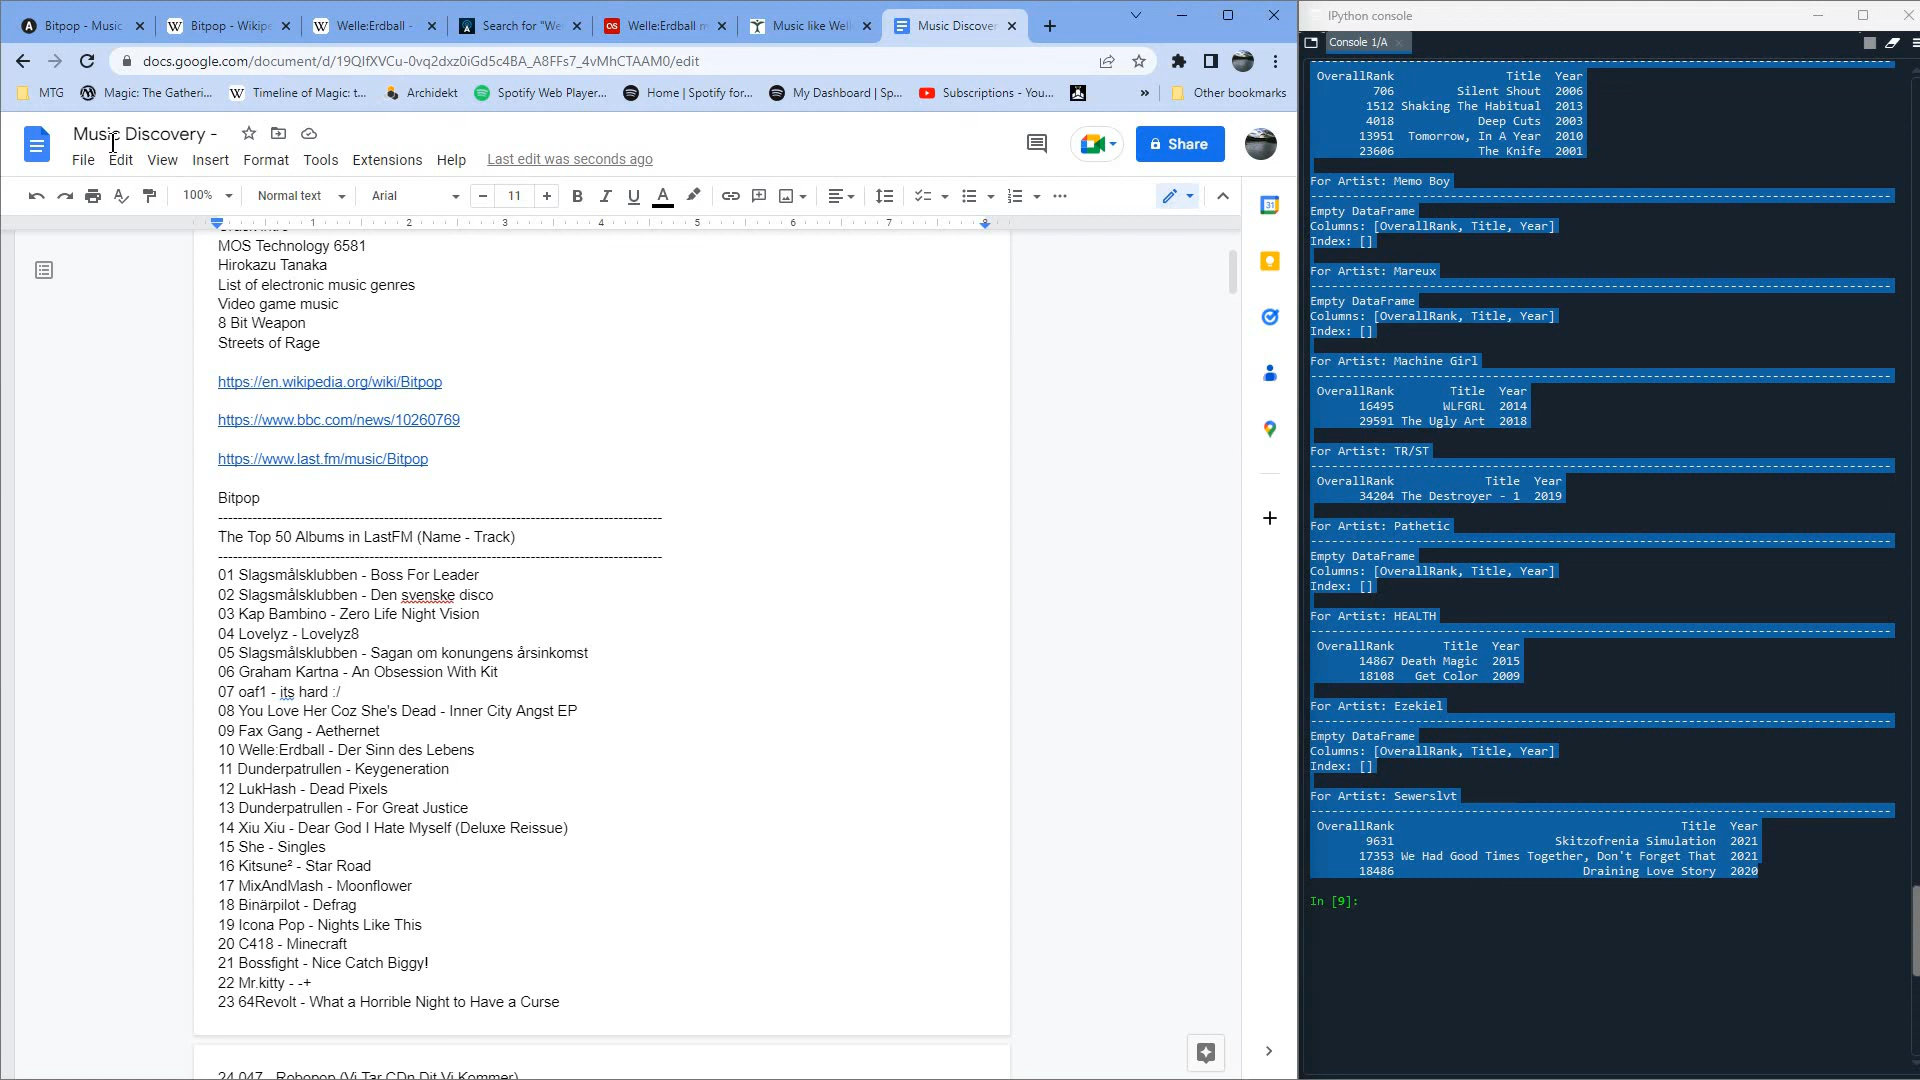 Bitpop - Music
Bitpop - Wikipe
Welle:Erdball -
Search for "We
Welle:Erdball m
Music like Well
Music Discover
docs.google.com/document/d/19QIfXVCu-0vq2dxz0iGd5c4BA_A8FFs7_4vMhCTAAM0/edit
MTG
Magic: The Gatheri...
Timeline of Magic: t...
Archidekt
Spotify Web Player...
Home | Spotify for...
My Dashboard | Sp...
Subscriptions - You...
»
Other bookmarks
Music Discovery -
File Edit View Insert Format Tools Extensions Help Last edit was seconds ago
Share
100% Normal text Arial 11 B I U A
1 2 3 4 5 6 7 8
MOS Technology 6581
Hirokazu Tanaka
List of electronic music genres
Video game music
8 Bit Weapon
Streets of Rage
https://en.wikipedia.org/wiki/Bitpop
https://www.bbc.com/news/10260769
https://www.last.fm/music/Bitpop
Bitpop
The Top 50 Albums in LastFM (Name - Track)
01 Slagsmålsklubben - Boss For Leader
02 Slagsmålsklubben - Den svenske disco
03 Kap Bambino - Zero Life Night Vision
04 Lovelyz - Lovelyz8
05 Slagsmålsklubben - Sagan om konungens årsinkomst
06 Graham Kartna - An Obsession With Kit
07 oaf1 - its hard :/
08 You Love Her Coz She's Dead - Inner City Angst EP
09 Fax Gang - Aethernet
10 Welle:Erdball - Der Sinn des Lebens
11 Dunderpatrullen - Keygeneration
12 LukHash - Dead Pixels
13 Dunderpatrullen - For Great Justice
14 Xiu Xiu - Dear God I Hate Myself (Deluxe Reissue)
15 She - Singles
16 Kitsune² - Star Road
17 MixAndMash - Moonflower
18 Binärpilot - Defrag
19 Icona Pop - Nights Like This
20 C418 - Minecraft
21 Bossfight - Nice Catch Biggy!
22 Mr.kitty - -+
23 64Revolt - What a Horrible Night to Have a Curse
24 047 - Robopop (Vi Tar CDn Dit Vi Kommer)
IPython console
Console 1/A
OverallRank Title Year
706 Silent Shout 2006
1512 Shaking The Habitual 2013
4018 Deep Cuts 2003
13951 Tomorrow, In A Year 2010
23606 The Knife 2001
For Artist: Memo Boy
Empty DataFrame
Columns: [OverallRank, Title, Year]
Index: []
For Artist: Mareux
Empty DataFrame
Columns: [OverallRank, Title, Year]
Index: []
For Artist: Machine Girl
OverallRank Title Year
16495 WLFGRL 2014
29591 The Ugly Art 2018
For Artist: TR/ST
OverallRank Title Year
34204 The Destroyer - 1 2019
For Artist: Pathetic
Empty DataFrame
Columns: [OverallRank, Title, Year]
Index: []
For Artist: HEALTH
OverallRank Title Year
14867 Death Magic 2015
18108 Get Color 2009
For Artist: Ezekiel
Empty DataFrame
Columns: [OverallRank, Title, Year]
Index: []
For Artist: Sewerslvt
OverallRank Title Year
9631 Skitzofrenia Simulation 2021
17353 We Had Good Times Together, Don't Forget That 2021
18486 Draining Love Story 2020
In [9]: